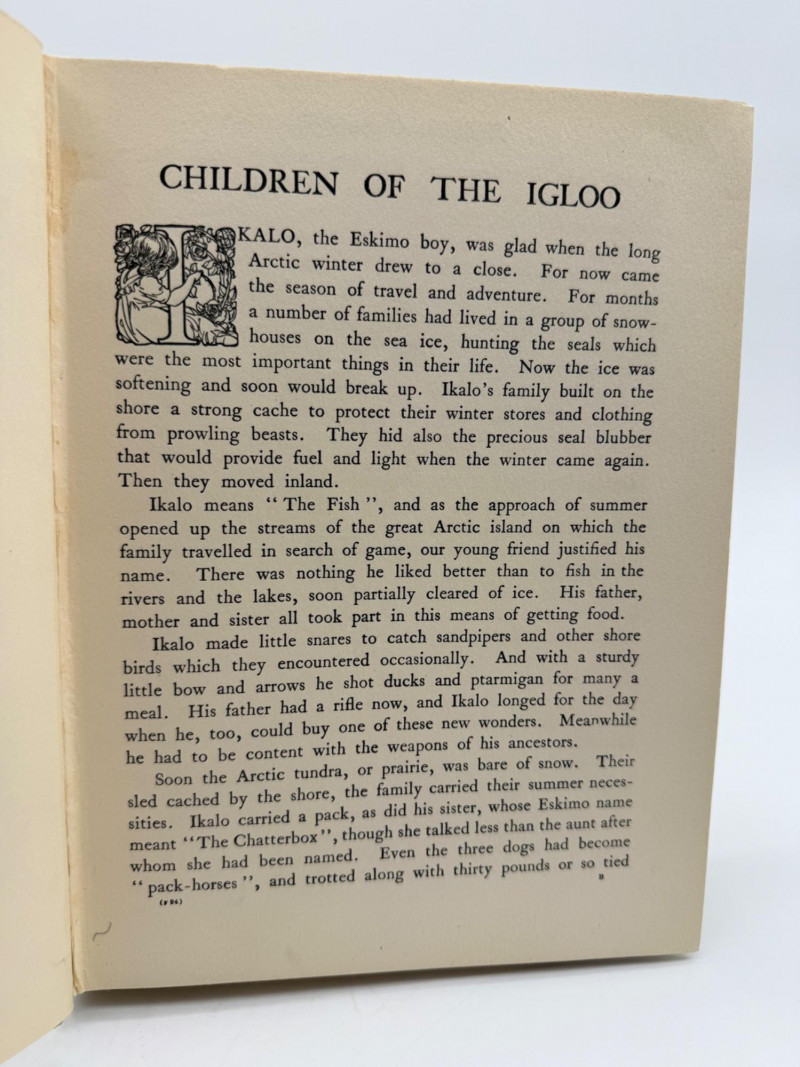 CHILDREN OF THE IGLOO
IKALO, the Eskimo boy, was glad when the long
Arctic winter drew to a close. For now came
the season of travel and adventure. For months
a number of families had lived in a group of snow-
houses on the sea ice, hunting the seals which
were the most important things in their life. Now the ice was
softening and soon would break up. Ikalo's family built on the
shore a strong cache to protect their winter stores and clothing
from prowling beasts. They hid also the precious seal blubber
that would provide fuel and light when the winter came again.
Then they moved inland.
Ikalo means “ The Fish ”, and as the approach of summer
opened up the streams of the great Arctic island on which the
family travelled in search of game, our young friend justified his
name. There was nothing he liked better than to fish in the
rivers and the lakes, soon partially cleared of ice. His father,
mother and sister all took part in this means of getting food.
Ikalo made little snares to catch sandpipers and other shore
birds which they encountered occasionally. And with a sturdy
little bow and arrows he shot ducks and ptarmigan for many a
meal. His father had a rifle now, and Ikalo longed for the day
when he, too, could buy one of these new wonders. Meanwhile
he had to be content with the weapons of his ancestors.
Soon the Arctic tundra, or prairie, was bare of snow. Their
sled cached by the shore, the family carried their summer neces-
sities. Ikalo carried a pack, as did his sister, whose Eskimo name
meant “The Chatterbox”, though she talked less than the aunt after
whom she had been named. Even the three dogs had become
“ pack-horses ”, and trotted along with thirty pounds or so tied